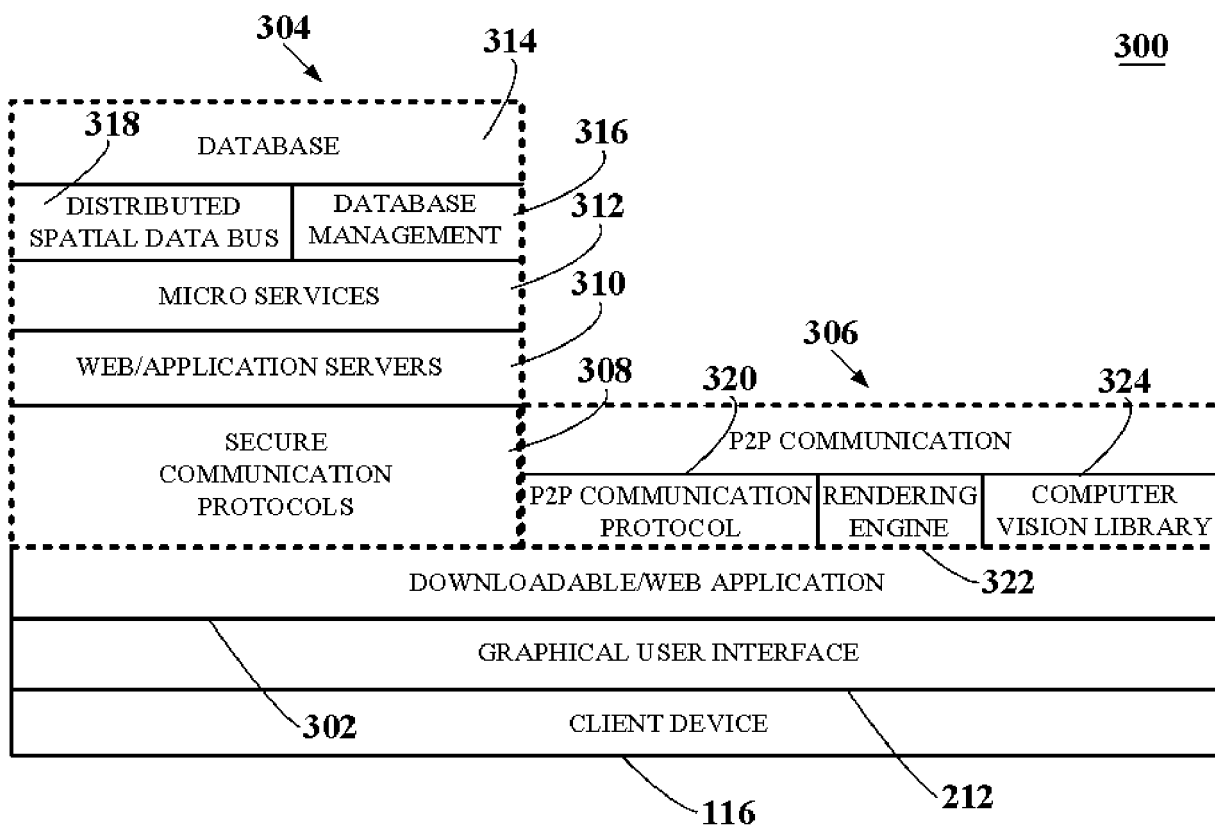 304
314
300
318
DATABASE
316
DISTRIBUTED
SPATIAL DATA BUS
DATABASE
MANAGEMENT
312
MICRO SERVICES
310
WEB/APPLICATION SERVERS
306
308
320
324
SECURE
COMMUNICATION
PROTOCOLS
P2P COMMUNICATION
P2P COMMUNICATION
PROTOCOL
RENDERING
ENGINE
COMPUTER
VISION LIBRARY
DOWNLOADABLE/WEB APPLICATION
322
GRAPHICAL USER INTERFACE
302
CLIENT DEVICE
116
212